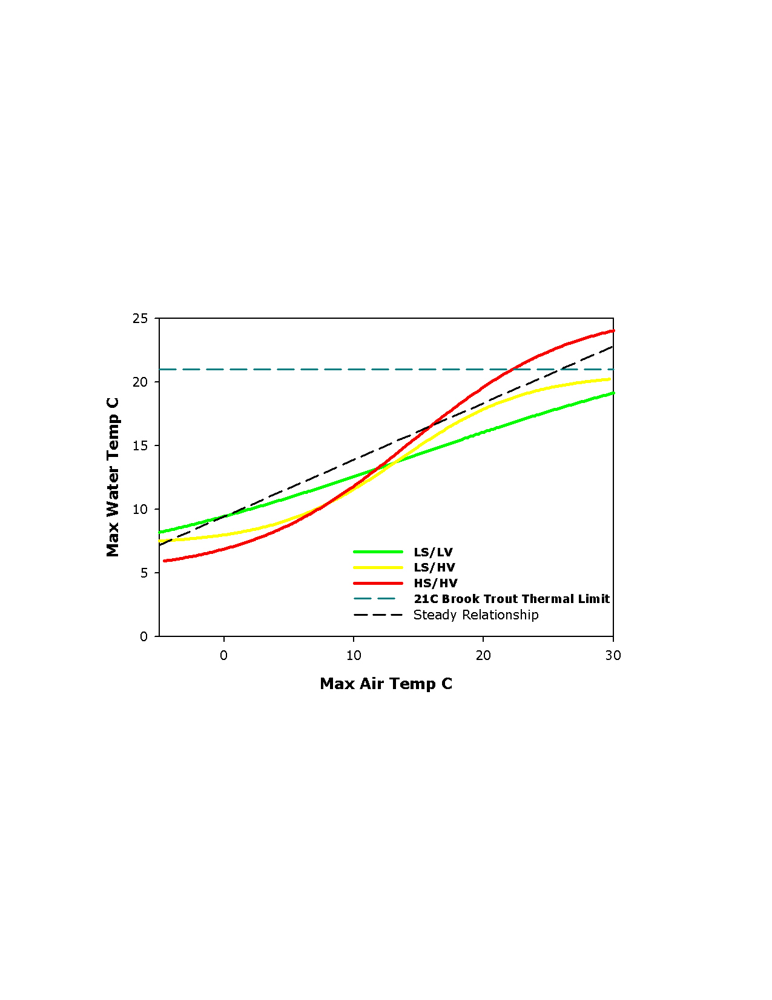 25
20
15
10
5
0
Max Water Temp C
LS/LV
LS/HV
HS/HV
21C Brook Trout Thermal Limit
Steady Relationship
0 10 20 30
Max Air Temp C